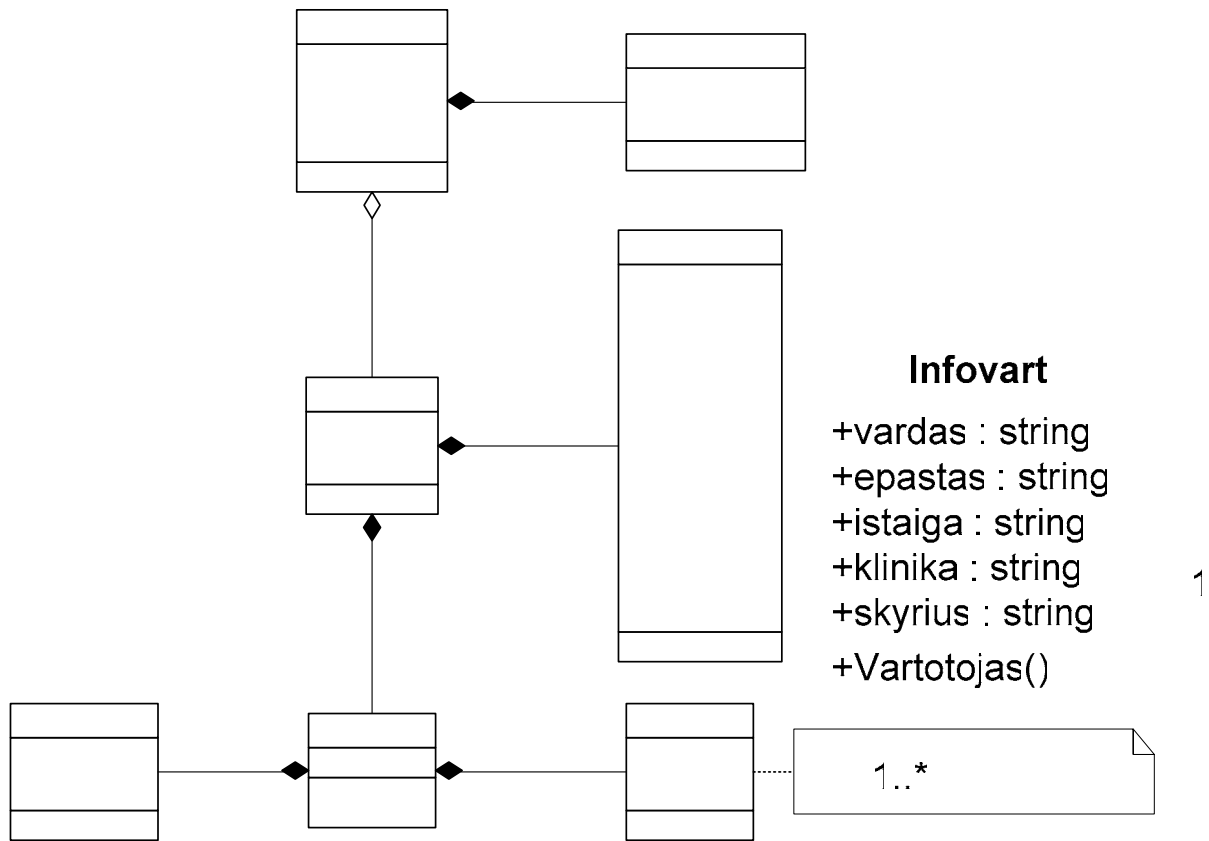 Infovart
+vardas : string
+epastas : string
+istaiga : string
+klinika : string
1
+skyrius : string
+Vartotojas()
1..*